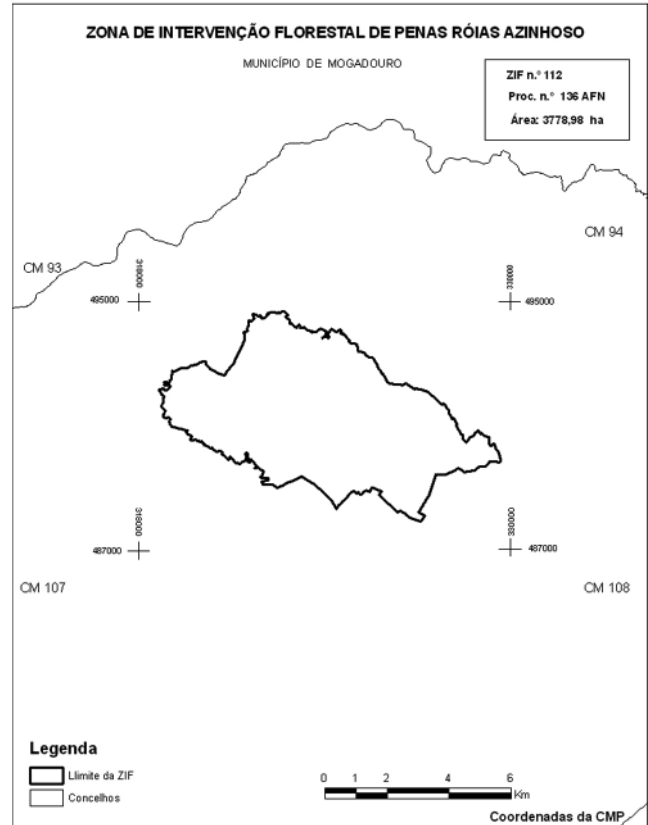 ZONA DE INTERVENÇÃO FLORESTAL DE PENAS RÓIAS AZINHOSO
MUNICÍPIO DE MOGADOURO
ZIF n.º 112
Proc. n.º 136 AFN
Área: 3778,98 ha
CM 94
CM 93
318000
330000
495000
495000
318000
330000
487000
487000
CM 107
CM 108
Legenda
Llimite da ZIF
Concelhos
0 1 2 4 6
Km
Coordenadas da CMP